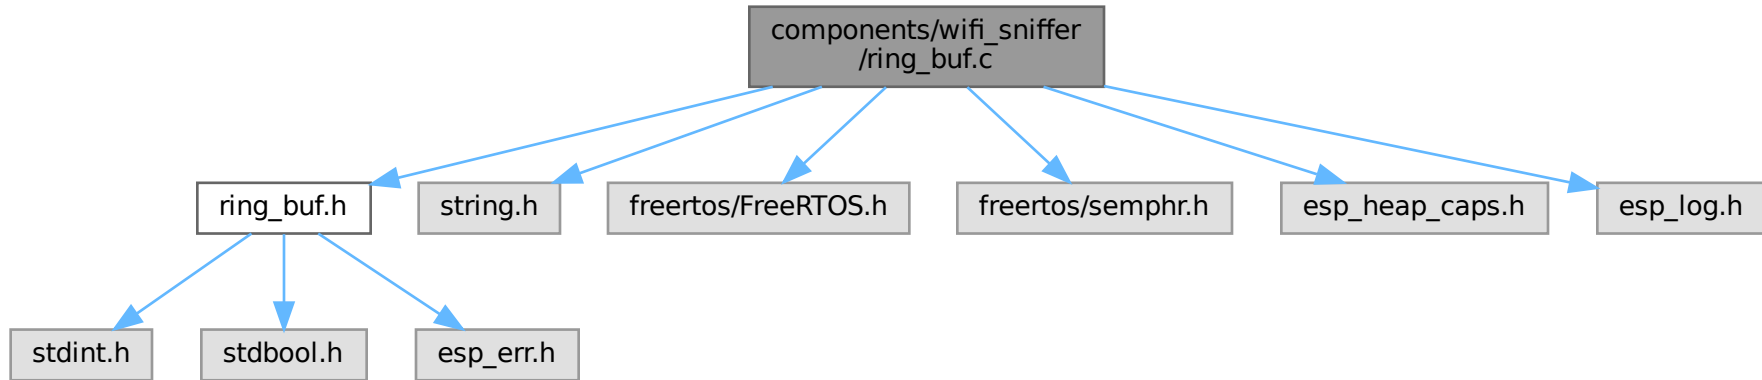 components/wifi_sniffer
/ring_buf.c
ring_buf.h
string.h
freertos/FreeRTOS.h
freertos/semphr.h
esp_heap_caps.h
esp_log.h
stdint.h
stdbool.h
esp_err.h